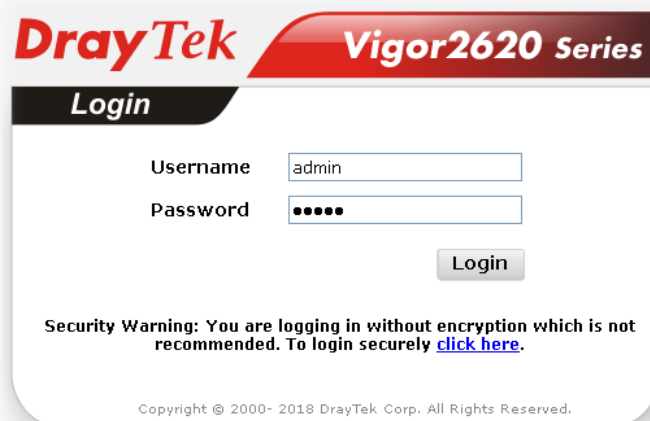 DrayTek
Vigor2620 Series
Login
Username
admin
Password
•••••
Login
Security Warning: You are logging in without encryption which is not
recommended. To login securely click here.
Copyright © 2000- 2018 DrayTek Corp. All Rights Reserved.